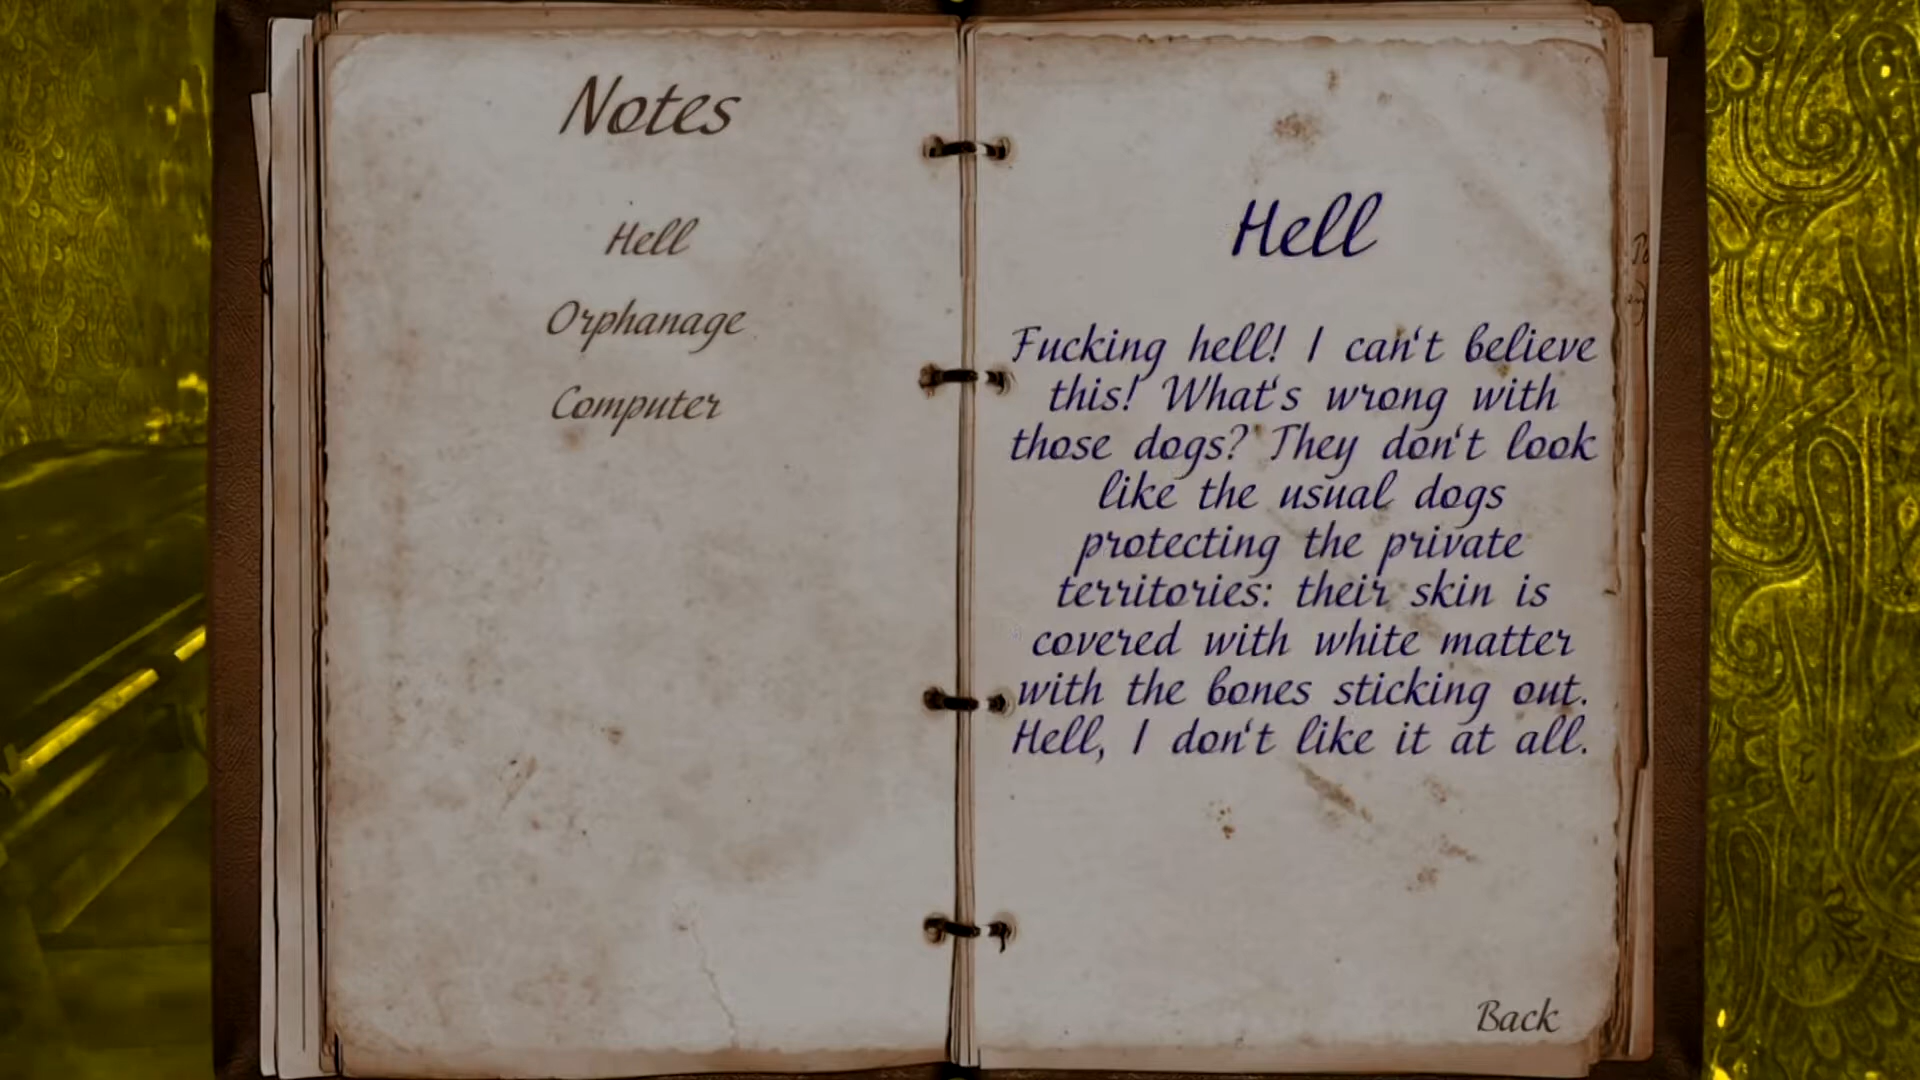 Notes
Hell
Orphanage
Computer
Hell
Fucking hell! I can't believe
this! What's wrong with
those dogs? They don't look
like the usual dogs
protecting the private
territories: their skin is
covered with white matter
with the bones sticking out.
Hell, I don't like it at all.
Back